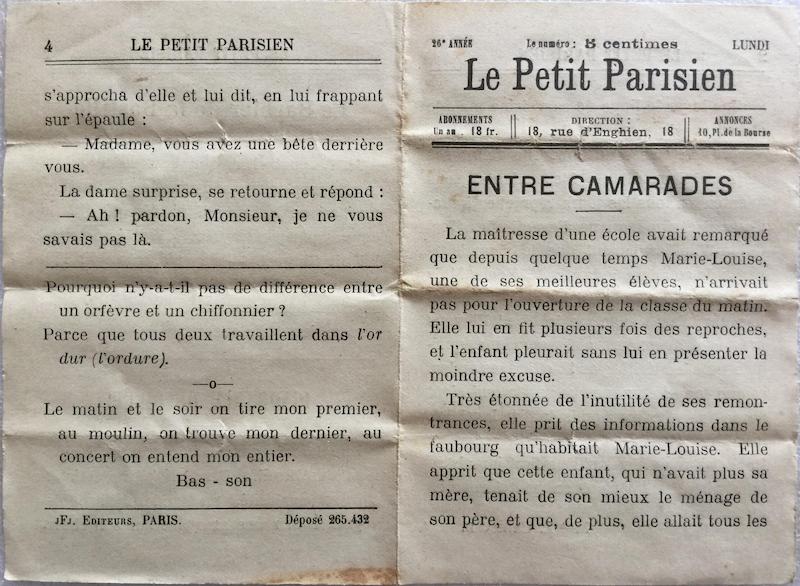 4 LE PETIT PARISIEN
s'approcha d'elle et lui dit, en lui frappant
sur l'épaule :
— Madame, vous avez une bête derrière
vous.
La dame surprise, se retourne et répond :
— Ah ! pardon, Monsieur, je ne vous
savais pas là.
Pourquoi n'y-a-t-il pas de différence entre
un orfèvre et un chiffonnier ?
Parce que tous deux travaillent dans l'or
dur (l'ordure).
—o—
Le matin et le soir on tire mon premier,
au moulin, on trouve mon dernier, au
concert on entend mon entier.
Bas - son
JFJ. EDITEURS, PARIS. Déposé 265.432
26e ANNÉE Le numéro : 5 centimes LUNDI
Le Petit Parisien
ABONNEMENTS
Un an . 18 fr.
DIRECTION :
18, rue d'Enghien, 18
ANNONCES
10, Pl. de la Bourse
ENTRE CAMARADES
La maîtresse d'une école avait remarqué
que depuis quelque temps Marie-Louise,
une de ses meilleures élèves, n'arrivait
pas pour l'ouverture de la classe du matin.
Elle lui en fit plusieurs fois des reproches,
et l'enfant pleurait sans lui en présenter la
moindre excuse.
Très étonnée de l'inutilité de ses remon-
trances, elle prit des informations dans le
faubourg qu'habitait Marie-Louise. Elle
apprit que cette enfant, qui n'avait plus sa
mère, tenait de son mieux le ménage de
son père, et que, de plus, elle allait tous les